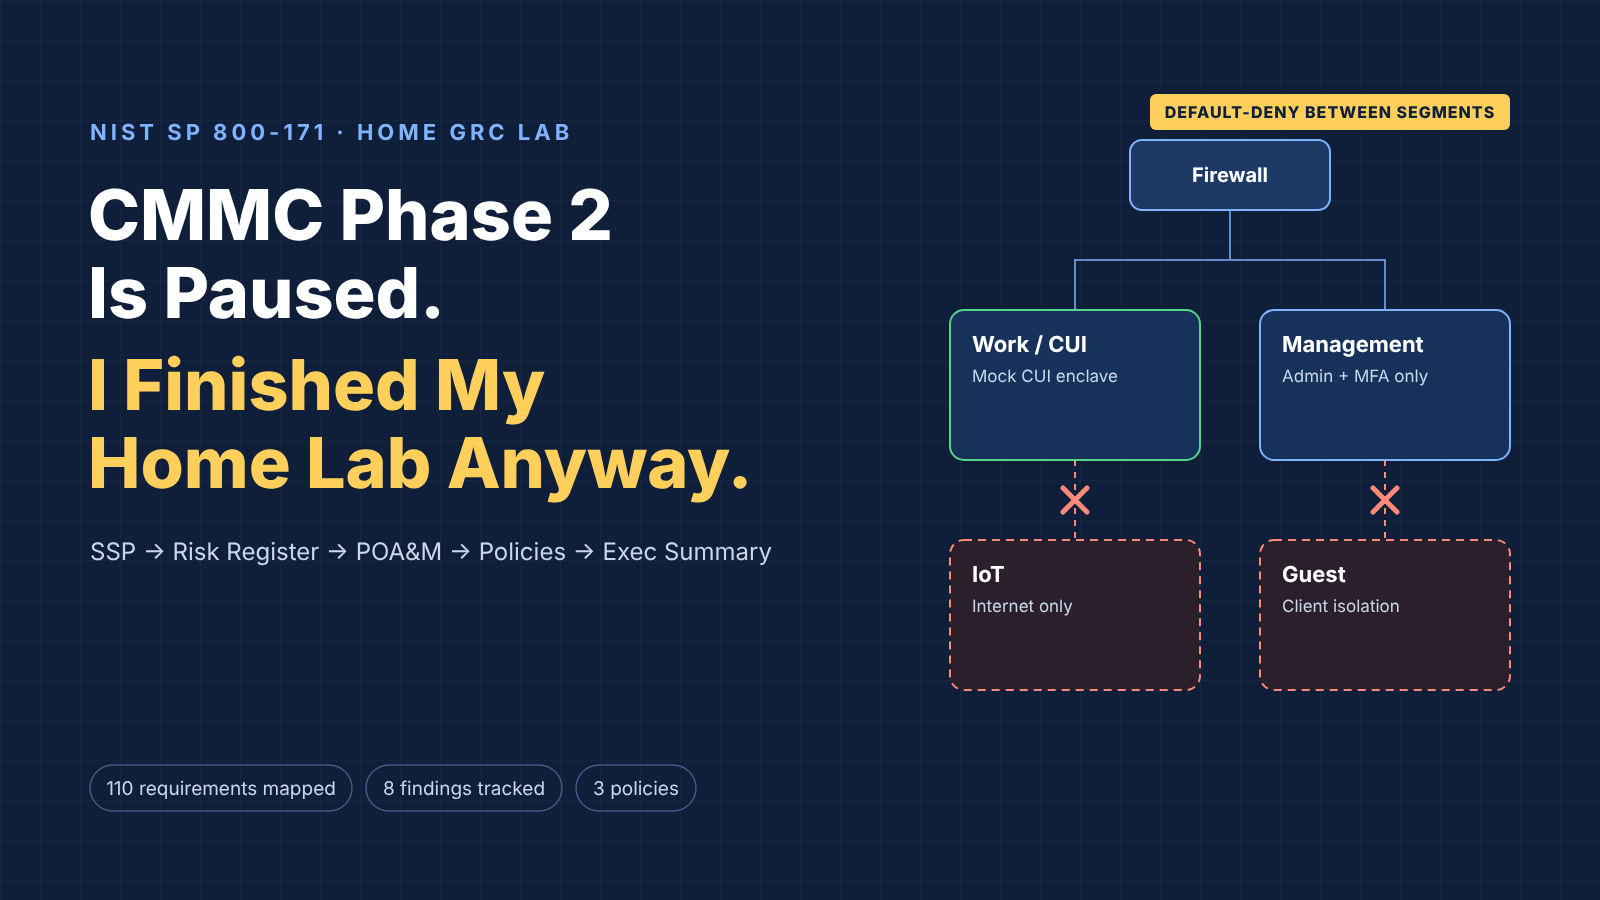 NIST SP 800-171 · HOME GRC LAB
CMMC Phase 2
Is Paused.
I Finished My
Home Lab Anyway.
SSP → Risk Register → POA&M → Policies → Exec Summary
110 requirements mapped
8 findings tracked
3 policies
DEFAULT-DENY BETWEEN SEGMENTS
Firewall
Work / CUI
Mock CUI enclave
Management
Admin + MFA only
IoT
Internet only
Guest
Client isolation